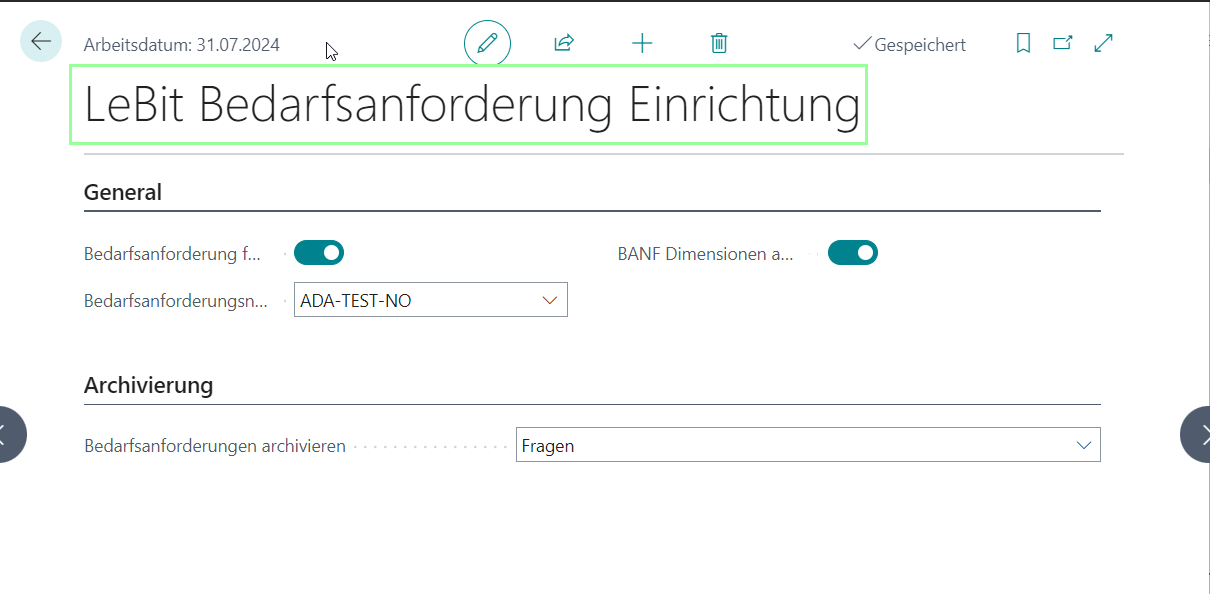 Arbeitsdatum: 31.07.2024
Gespeichert
LeBit Bedarfsanforderung Einrichtung
General
Bedarfsanforderung f...
BANF Dimensionen a...
Bedarfsanforderungsn...
ADA-TEST-NO
Archivierung
Bedarfsanforderungen archivieren
Fragen